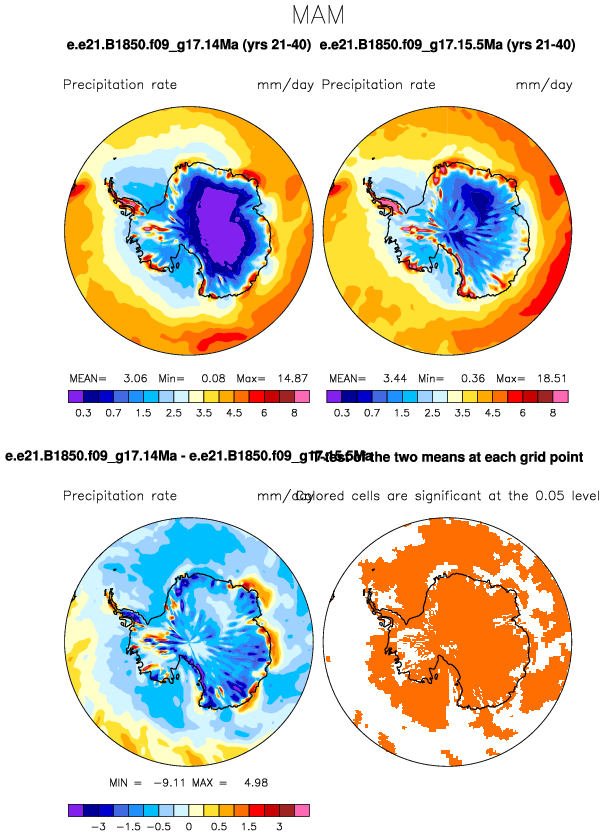 MAM
e.e21.B1850.f09_g17.14Ma (yrs 21-40) e.e21.B1850.f09_g17.15.5Ma (yrs 21-40)
Precipitation rate mm/day Precipitation rate mm/day
MEAN= 3.06 Min= 0.08 Max= 14.87 MEAN= 3.44 Min= 0.36 Max= 18.51
0.3 0.7 1.5 2.5 3.5 4.5 6 8 0.3 0.7 1.5 2.5 3.5 4.5 6 8
e.e21.B1850.f09_g17.14Ma - e.e21.B1850.f09_g17.15.5Ma T-test of the two means at each grid point
Precipitation rate mm/day Colored cells are significant at the 0.05 level
MIN = -9.11 MAX = 4.98
-3 -1.5 -0.5 0 0.5 1.5 3